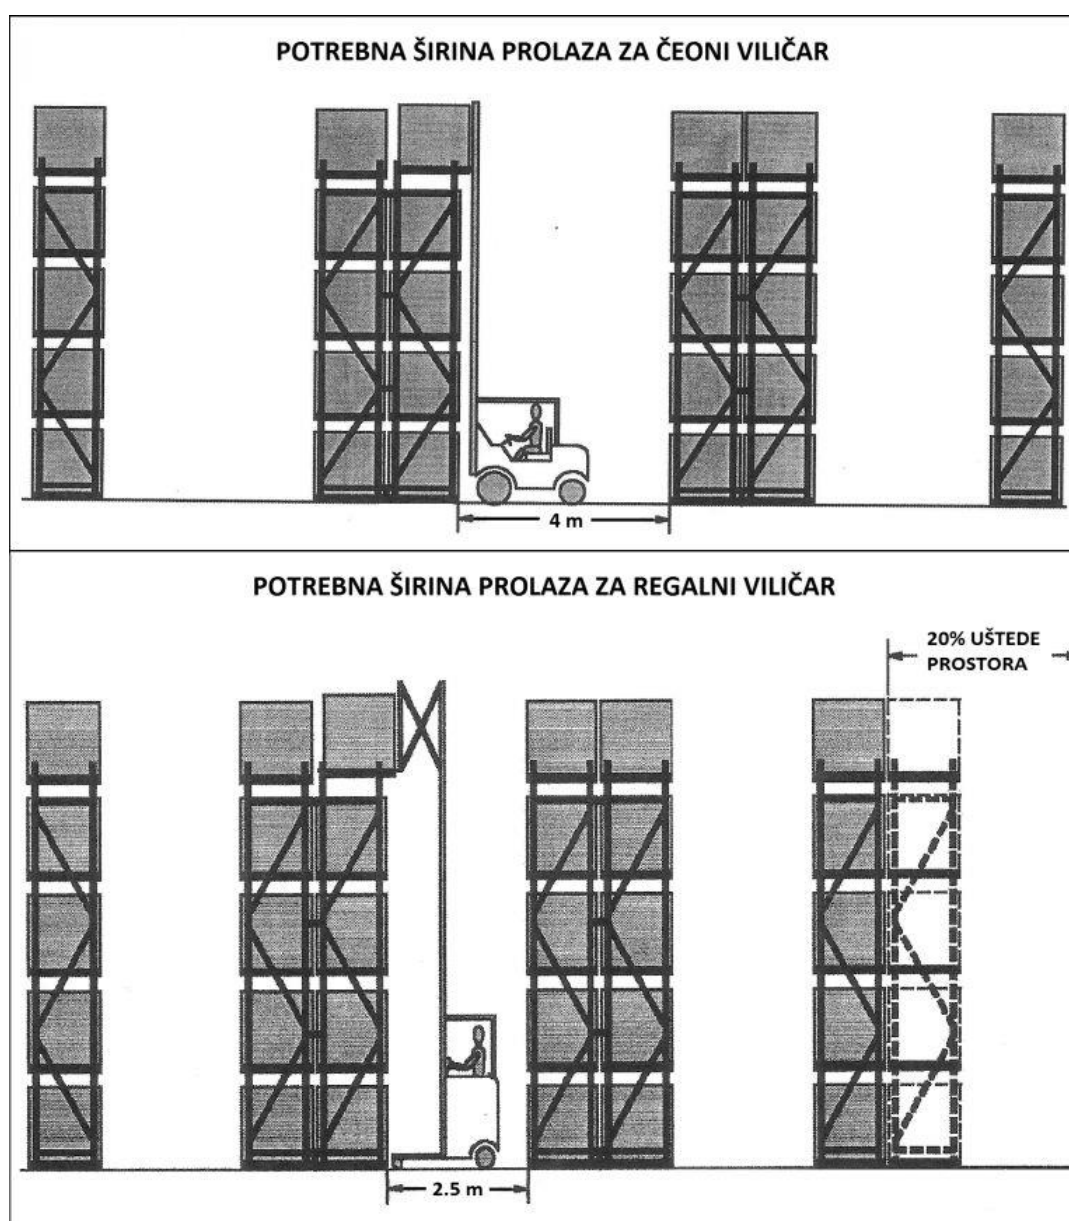 POTREBNA ŠIRINA PROLAZA ZA ČEONI VILIČAR
4 m
POTREBNA ŠIRINA PROLAZA ZA REGALNI VILIČAR
20% UŠTEDE
PROSTORA
2.5 m